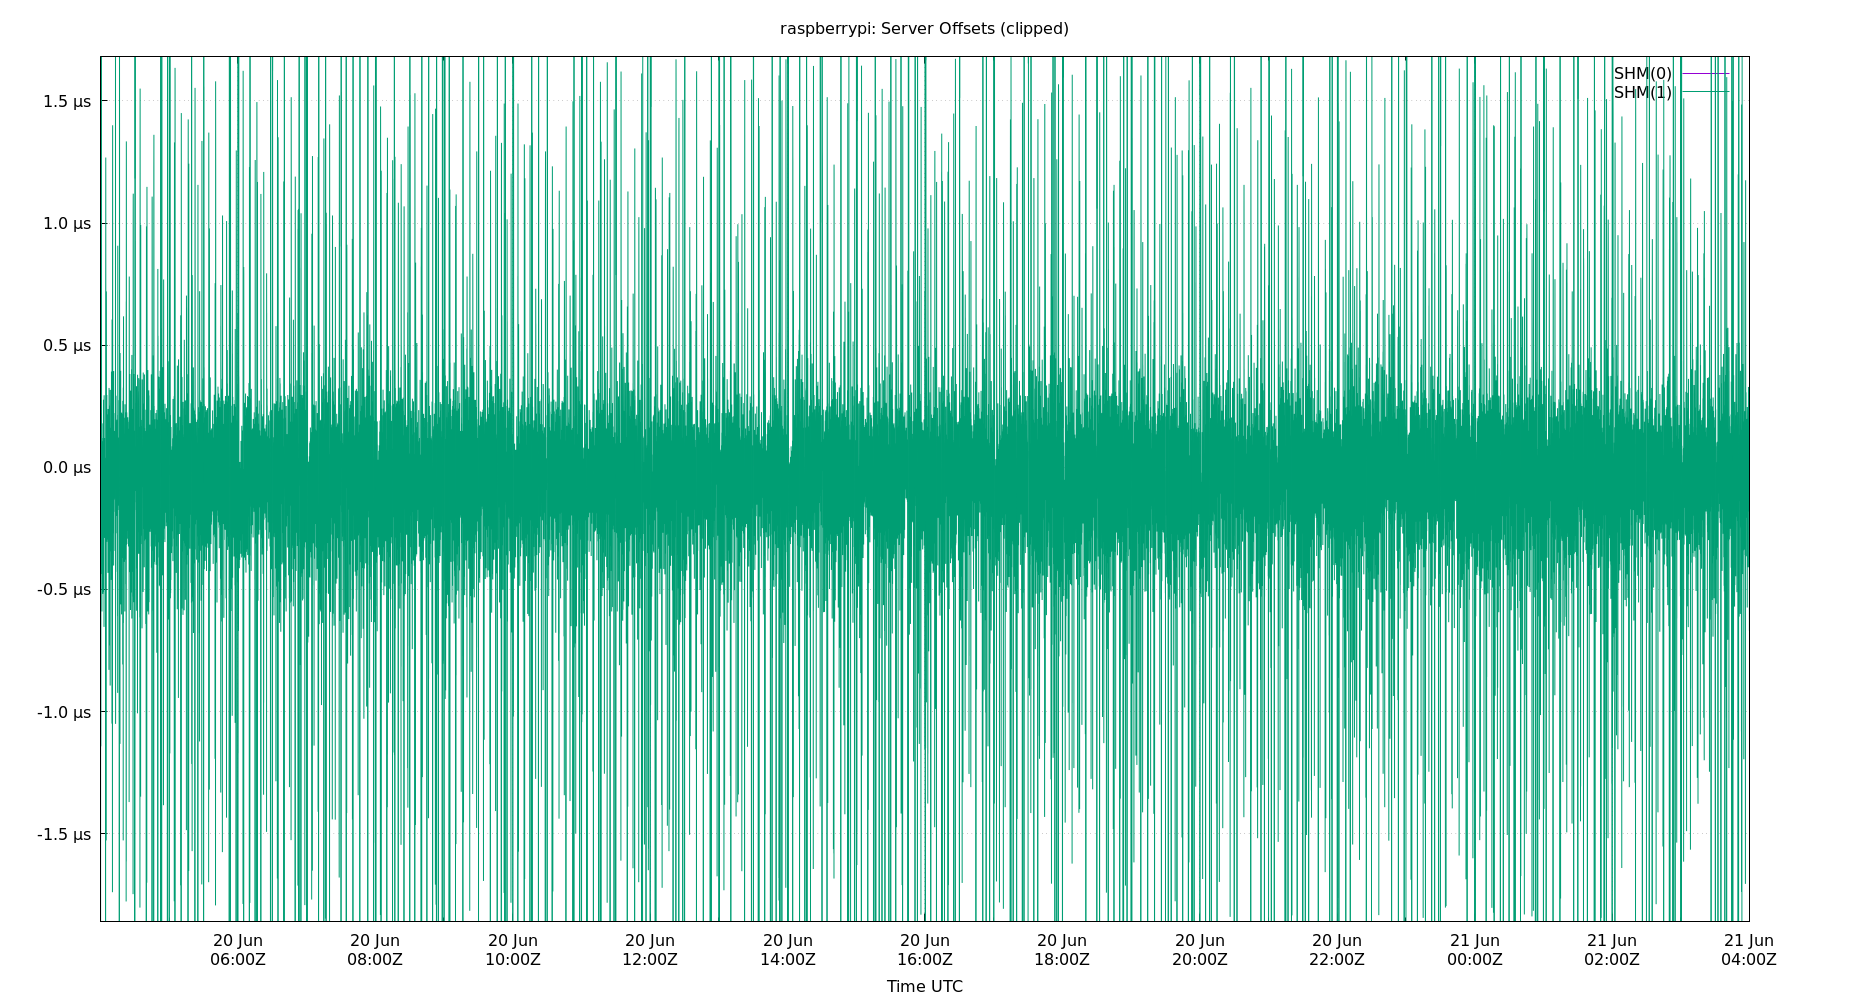 raspberrypi: Server Offsets (clipped)
SHM(0)
SHM(1)
1.5 µs
1.0 µs
0.5 µs
0.0 µs
-0.5 µs
-1.0 µs
-1.5 µs
20 Jun 20 Jun 20 Jun 20 Jun 20 Jun 20 Jun 20 Jun 20 Jun 20 Jun 21 Jun 21 Jun 21 Jun
06:00Z 08:00Z 10:00Z 12:00Z 14:00Z 16:00Z 18:00Z 20:00Z 22:00Z 00:00Z 02:00Z 04:00Z
Time UTC